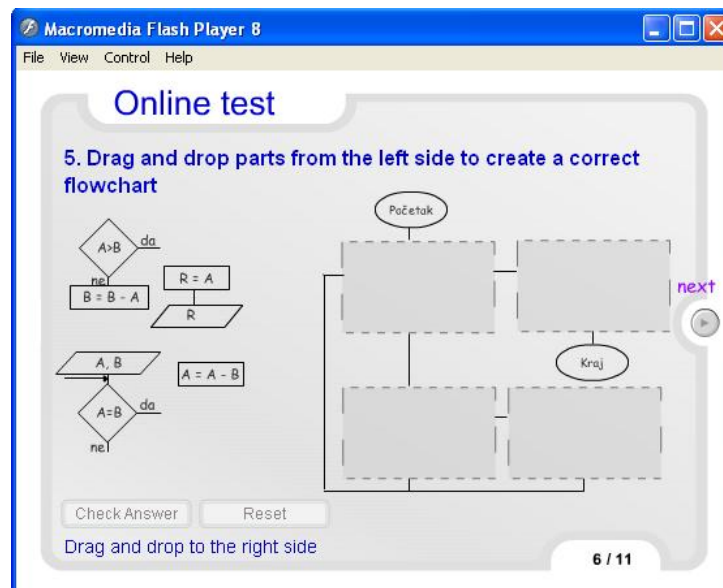 Macromedia Flash Player 8
File View Control Help
Online test
5. Drag and drop parts from the left side to create a correct
flowchart
Početak
A>B
da
ne
B = B - A
R = A
R
A, B
A = A - B
A=B
da
ne
Kraj
next
Check Answer
Reset
Drag and drop to the right side
6 / 11